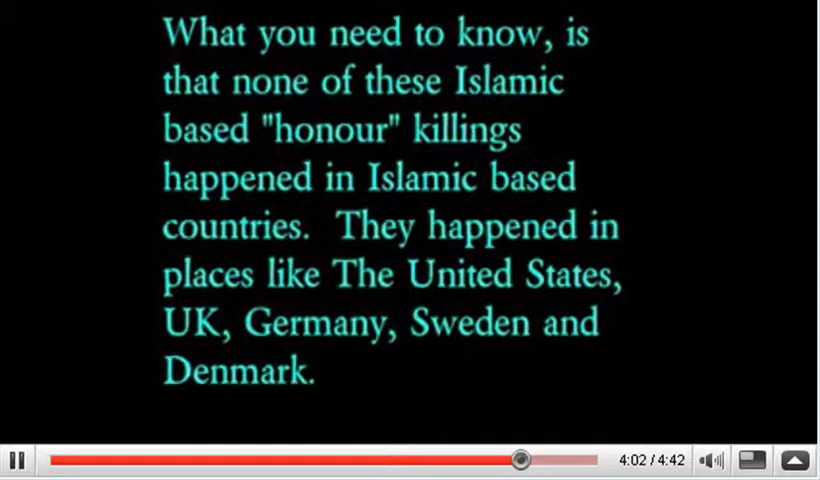 What you need to know, is
that none of these Islamic
based "honour" killings
happened in Islamic based
countries.  They happened in
places like The United States,
UK, Germany, Sweden and
Denmark.
4:02 / 4:42